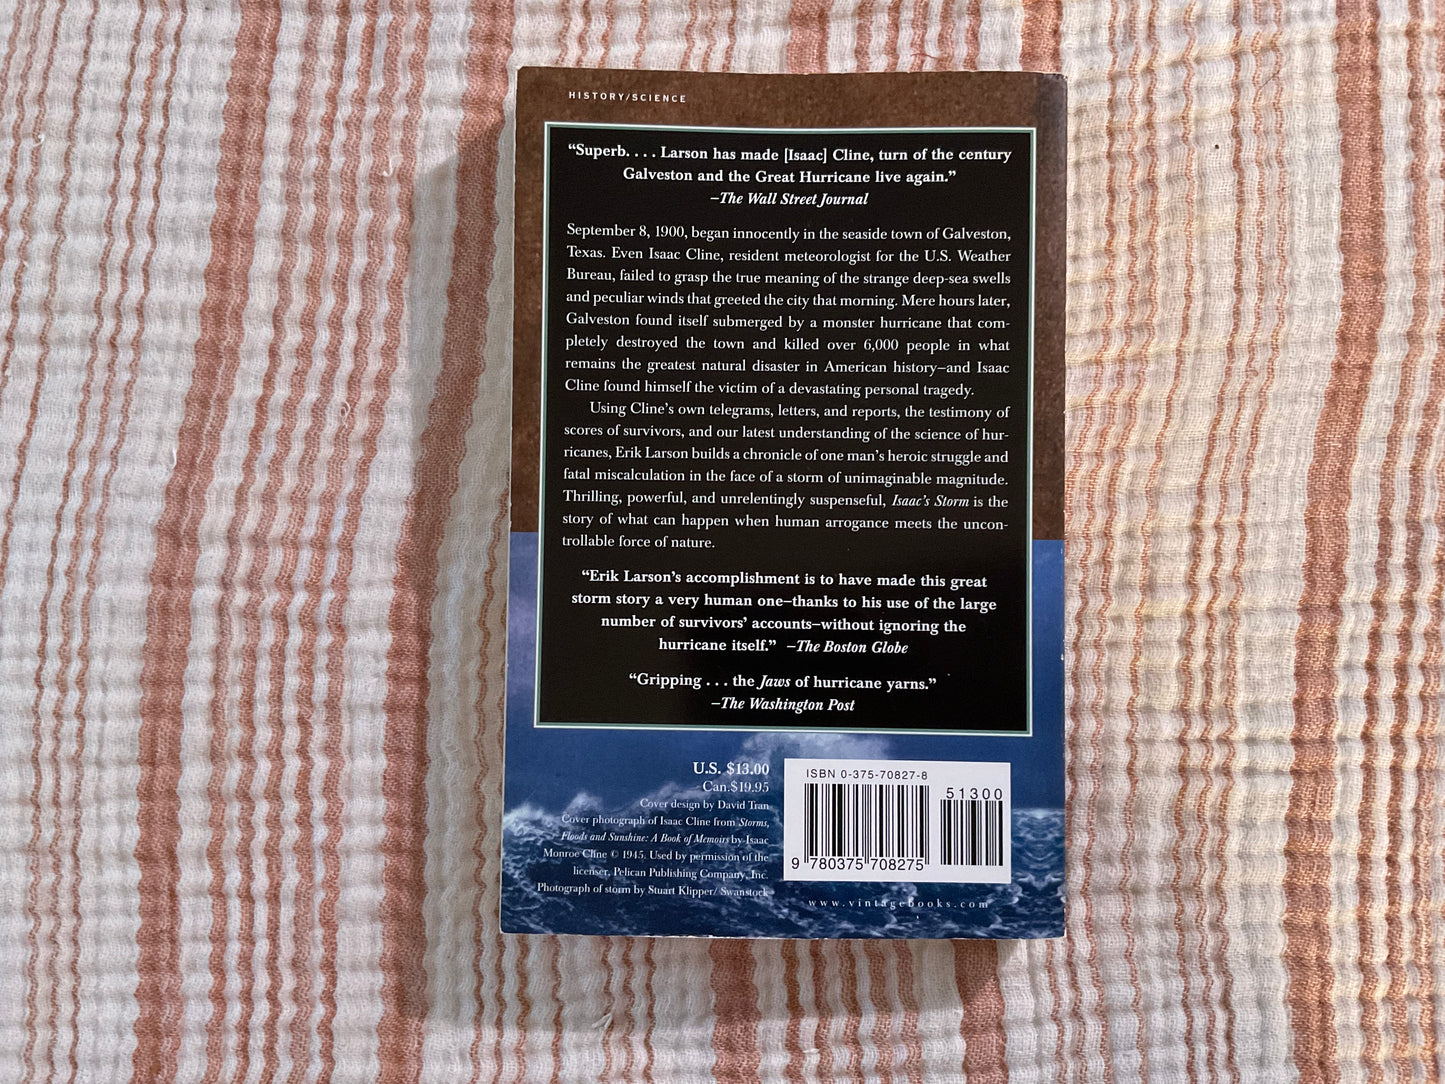 HISTORY/SCIENCE
“Superb. . . . Larson has made [Isaac] Cline, turn of the century
Galveston and the Great Hurricane live again.”
–The Wall Street Journal
September 8, 1900, began innocently in the seaside town of Galveston,
Texas. Even Isaac Cline, resident meteorologist for the U.S. Weather
Bureau, failed to grasp the true meaning of the strange deep-sea swells
and peculiar winds that greeted the city that morning. Mere hours later,
Galveston found itself submerged by a monster hurricane that com-
pletely destroyed the town and killed over 6,000 people in what
remains the greatest natural disaster in American history–and Isaac
Cline found himself the victim of a devastating personal tragedy.
Using Cline’s own telegrams, letters, and reports, the testimony of
scores of survivors, and our latest understanding of the science of hur-
ricanes, Erik Larson builds a chronicle of one man’s heroic struggle and
fatal miscalculation in the face of a storm of unimaginable magnitude.
Thrilling, powerful, and unrelentingly suspenseful, Isaac’s Storm is the
story of what can happen when human arrogance meets the uncon-
trollable force of nature.
“Erik Larson’s accomplishment is to have made this great
storm story a very human one–thanks to his use of the large
number of survivors’ accounts–without ignoring the
hurricane itself.” –The Boston Globe
“Gripping . . . the Jaws of hurricane yarns.”
–The Washington Post
U.S. $13.00
Can.$19.95
Cover design by David Tran
Cover photograph of Isaac Cline from Storms,
Floods and Sunshine: A Book of Memoirs by Isaac
Monroe Cline © 1945. Used by permission of the
licenser, Pelican Publishing Company, Inc.
Photograph of storm by Stuart Klipper/ Swanstock
ISBN 0-375-70827-8
51300
9 780375 708275
www.vintagebooks.com